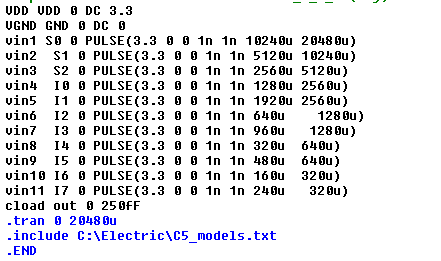 VDD VDD 0 DC 3.3
VGND GND 0 DC 0
vin1 S0 0 PULSE(3.3 0 0 1n 1n 10240u 20480u)
vin2 S1 0 PULSE(3.3 0 0 1n 1n 5120u 10240u)
vin3 S2 0 PULSE(3.3 0 0 1n 1n 2560u 5120u)
vin4 I0 0 PULSE(3.3 0 0 1n 1n 1280u 2560u)
vin5 I1 0 PULSE(3.3 0 0 1n 1n 1920u 2560u)
vin6 I2 0 PULSE(3.3 0 0 1n 1n 640u 1280u)
vin7 I3 0 PULSE(3.3 0 0 1n 1n 960u 1280u)
vin8 I4 0 PULSE(3.3 0 0 1n 1n 320u 640u)
vin9 I5 0 PULSE(3.3 0 0 1n 1n 480u 640u)
vin10 I6 0 PULSE(3.3 0 0 1n 1n 160u 320u)
vin11 I7 0 PULSE(3.3 0 0 1n 1n 240u 320u)
cload out 0 250fF
.tran 0 20480u
.include C:\Electric\C5_models.txt
.END